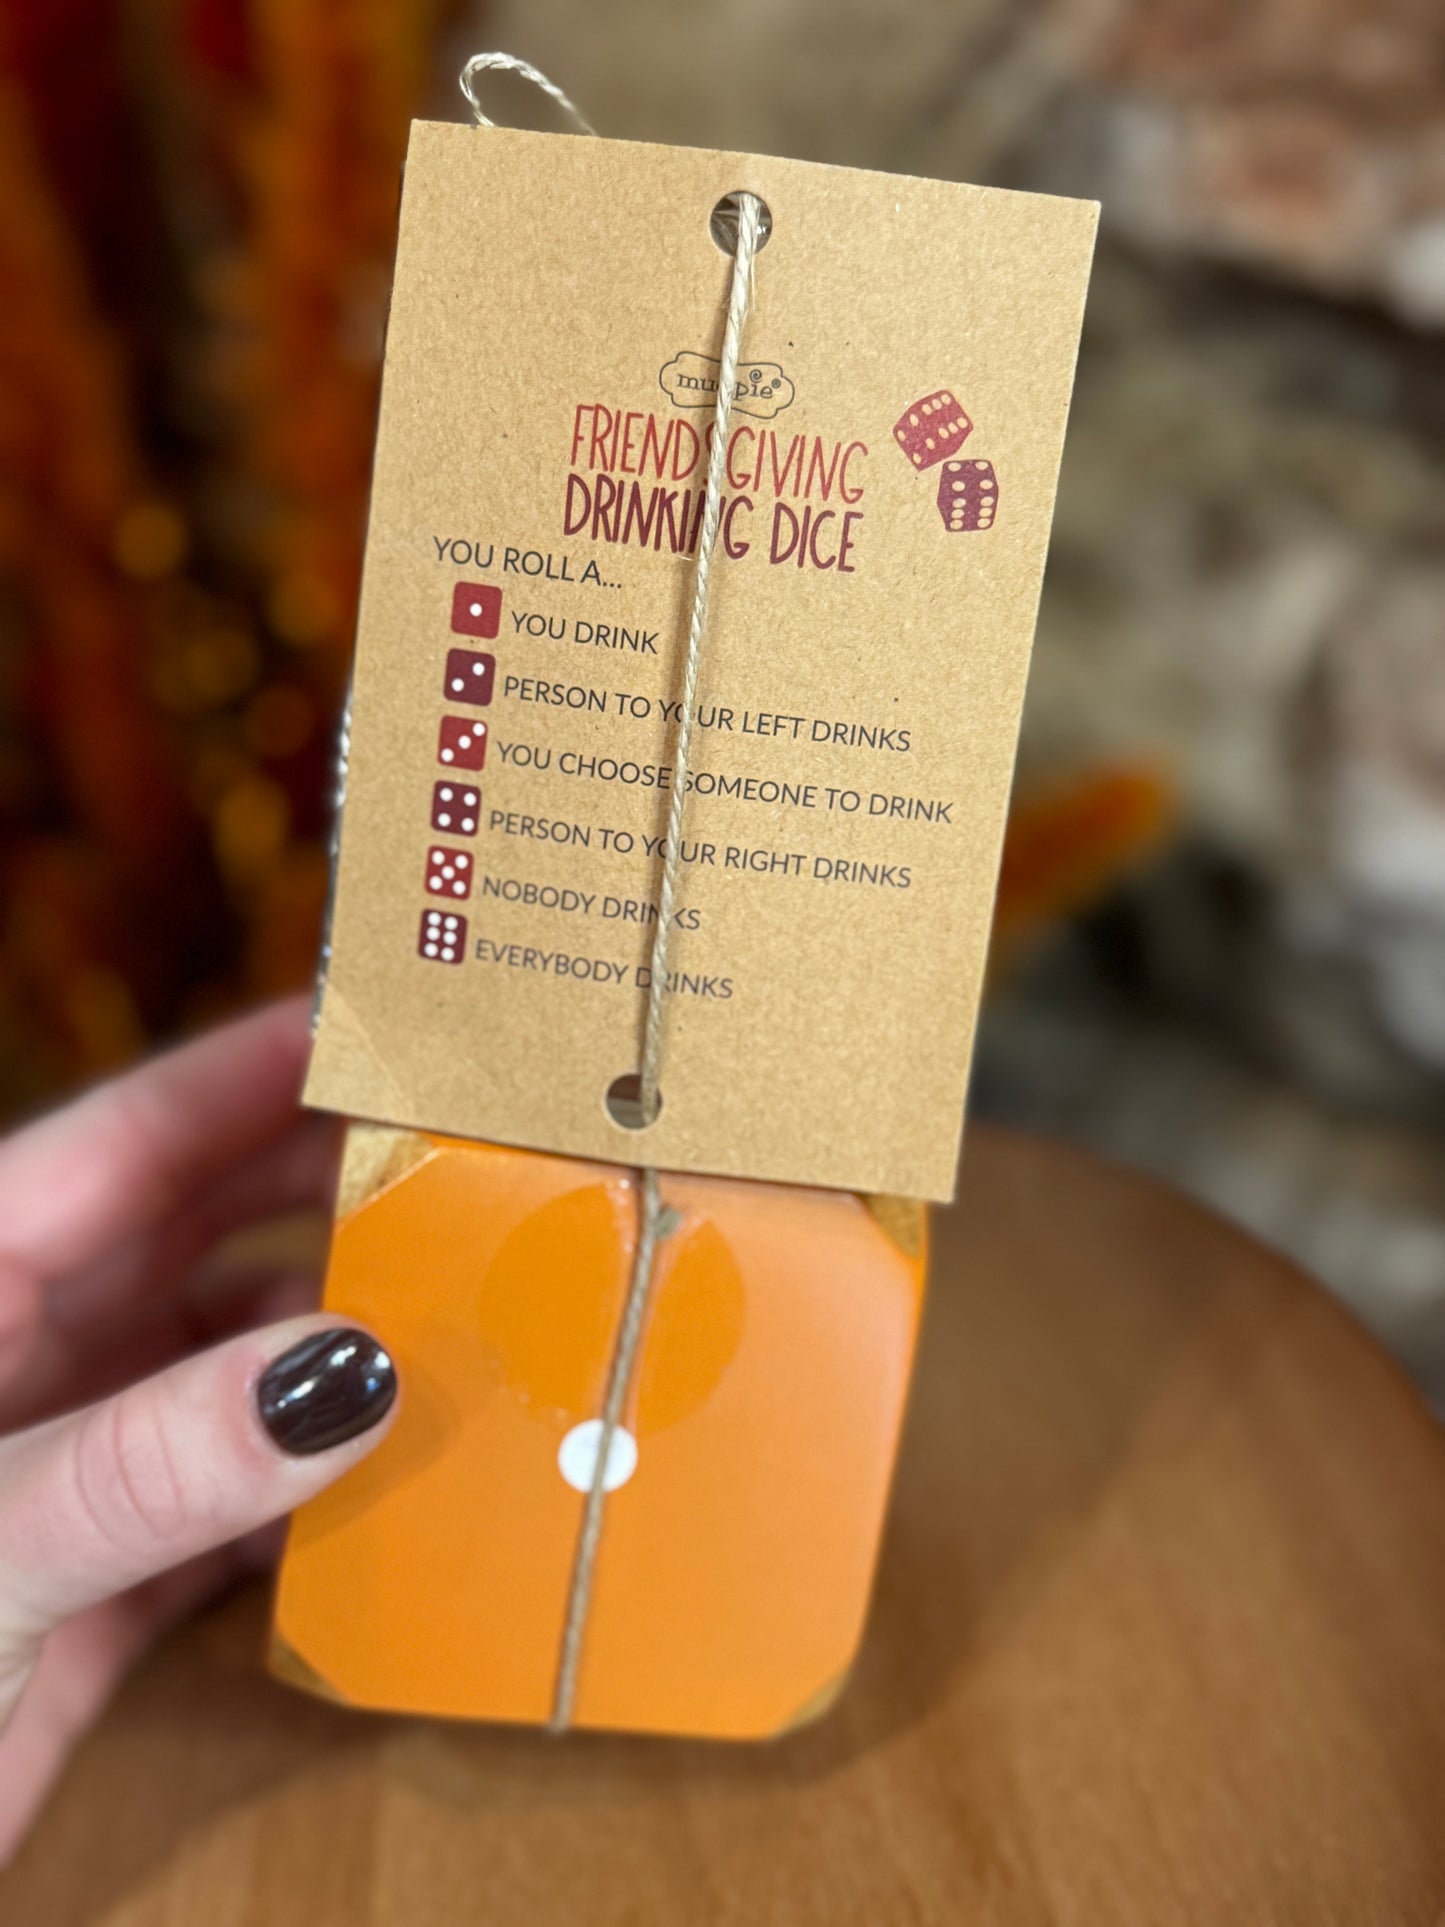 mudpie
FRIENDSGIVING
DRINKING DICE
YOU ROLL A...
YOU DRINK
PERSON TO YOUR LEFT DRINKS
YOU CHOOSE SOMEONE TO DRINK
PERSON TO YOUR RIGHT DRINKS
NOBODY DRINKS
EVERYBODY DRINKS